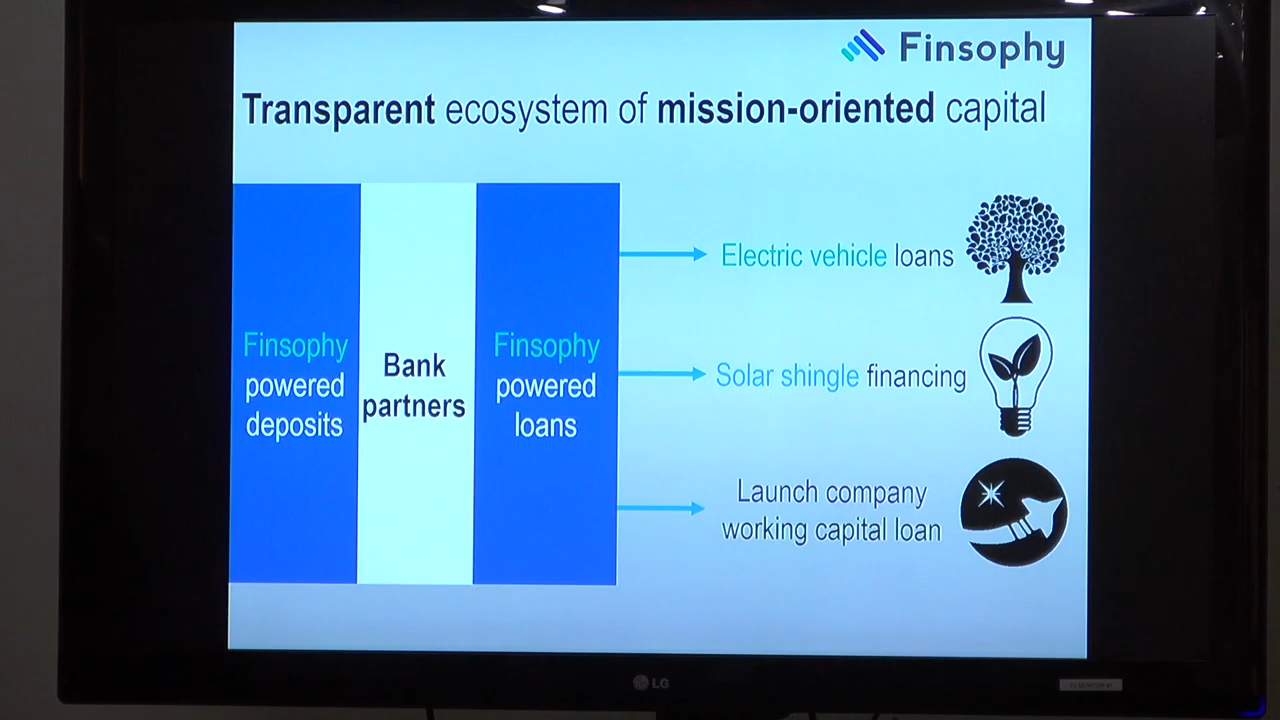 Finsophy
Transparent ecosystem of mission-oriented capital
Finsophy
powered
deposits
Bank
partners
Finsophy
powered
loans
Electric vehicle loans
Solar shingle financing
Launch company
working capital loan
LG